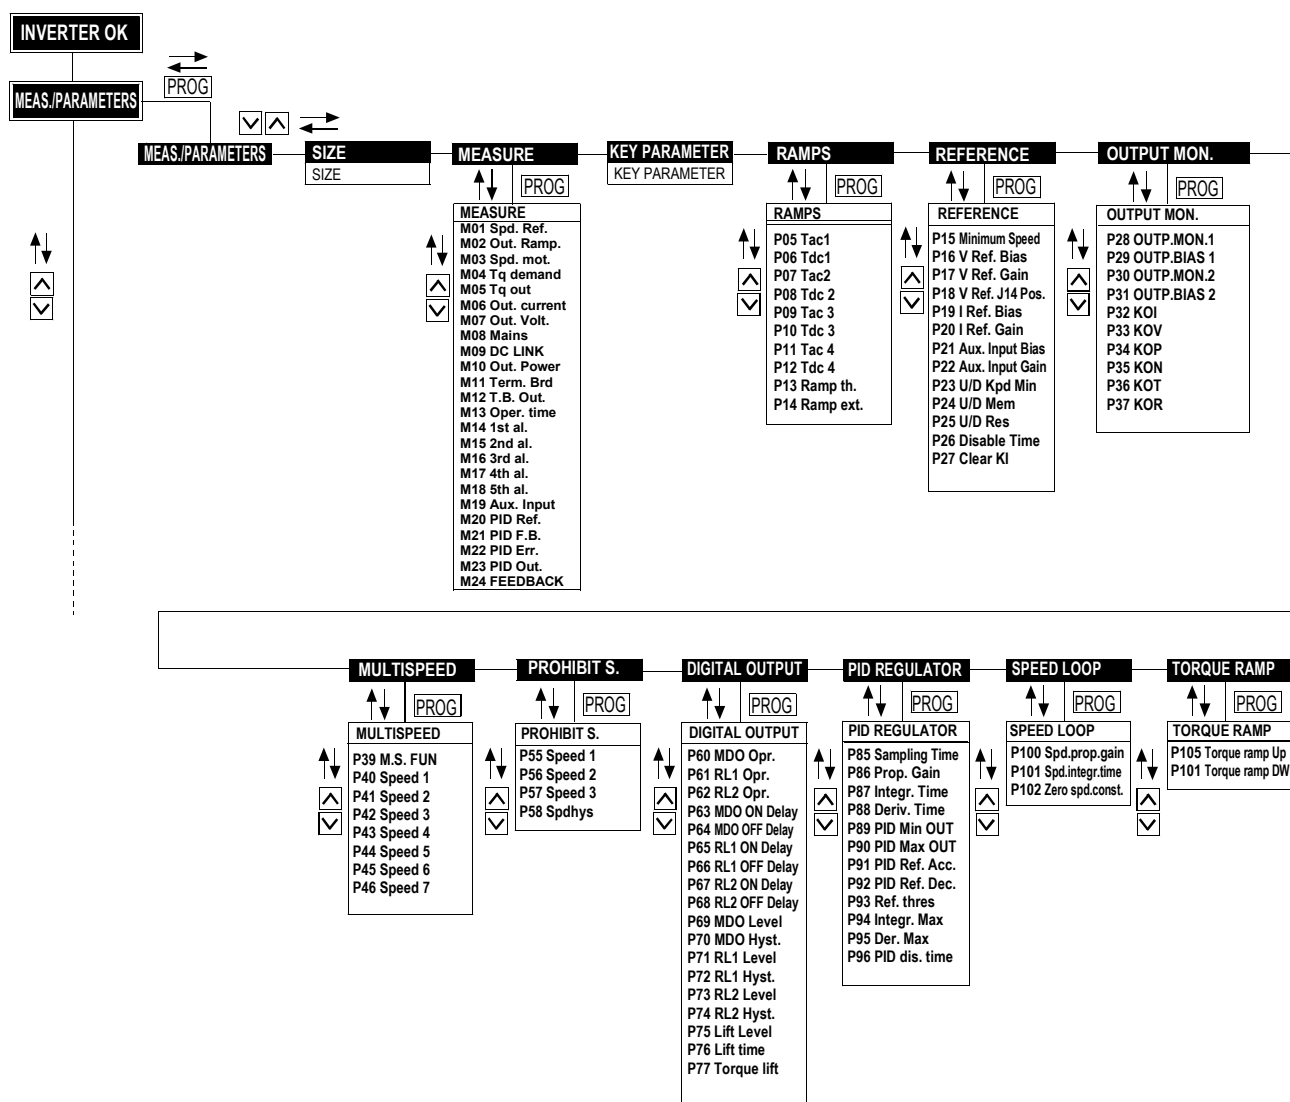 INVERTER OK
MEAS./PARAMETERS
PROG
MEAS./PARAMETERS
SIZE
SIZE
MEASURE
PROG
MEASURE
M01 Spd. Ref.
M02 Out. Ramp.
M03 Spd. mot.
M04 Tq demand
M05 Tq out
M06 Out. current
M07 Out. Volt.
M08 Mains
M09 DC LINK
M10 Out. Power
M11 Term. Brd
M12 T.B. Out.
M13 Oper. time
M14 1st al.
M15 2nd al.
M16 3rd al.
M17 4th al.
M18 5th al.
M19 Aux. Input
M20 PID Ref.
M21 PID F.B.
M22 PID Err.
M23 PID Out.
M24 FEEDBACK
KEY PARAMETER
KEY PARAMETER
RAMPS
PROG
RAMPS
P05 Tac1
P06 Tdc1
P07 Tac2
P08 Tdc 2
P09 Tac 3
P10 Tdc 3
P11 Tac 4
P12 Tdc 4
P13 Ramp th.
P14 Ramp ext.
REFERENCE
PROG
REFERENCE
P15 Minimum Speed
P16 V Ref. Bias
P17 V Ref. Gain
P18 V Ref. J14 Pos.
P19 I Ref. Bias
P20 I Ref. Gain
P21 Aux. Input Bias
P22 Aux. Input Gain
P23 U/D Kpd Min
P24 U/D Mem
P25 U/D Res
P26 Disable Time
P27 Clear KI
OUTPUT MON.
PROG
OUTPUT MON.
P28 OUTP.MON.1
P29 OUTP.BIAS 1
P30 OUTP.MON.2
P31 OUTP.BIAS 2
P32 KOI
P33 KOV
P34 KOP
P35 KON
P36 KOT
P37 KOR
MULTISPEED
PROG
MULTISPEED
P39 M.S. FUN
P40 Speed 1
P41 Speed 2
P42 Speed 3
P43 Speed 4
P44 Speed 5
P45 Speed 6
P46 Speed 7
PROHIBIT S.
PROG
PROHIBIT S.
P55 Speed 1
P56 Speed 2
P57 Speed 3
P58 Spdhys
DIGITAL OUTPUT
PROG
DIGITAL OUTPUT
P60 MDO Opr.
P61 RL1 Opr.
P62 RL2 Opr.
P63 MDO ON Delay
P64 MDO OFF Delay
P65 RL1 ON Delay
P66 RL1 OFF Delay
P67 RL2 ON Delay
P68 RL2 OFF Delay
P69 MDO Level
P70 MDO Hyst.
P71 RL1 Level
P72 RL1 Hyst.
P73 RL2 Level
P74 RL2 Hyst.
P75 Lift Level
P76 Lift time
P77 Torque lift
PID REGULATOR
PROG
PID REGULATOR
P85 Sampling Time
P86 Prop. Gain
P87 Integr. Time
P88 Deriv. Time
P89 PID Min OUT
P90 PID Max OUT
P91 PID Ref. Acc.
P92 PID Ref. Dec.
P93 Ref. thres
P94 Integr. Max
P95 Der. Max
P96 PID dis. time
SPEED LOOP
PROG
SPEED LOOP
P100 Spd.prop.gain
P101 Spd.integr.time
P102 Zero spd.const.
TORQUE RAMP
PROG
TORQUE RAMP
P105 Torque ramp Up
P101 Torque ramp DW